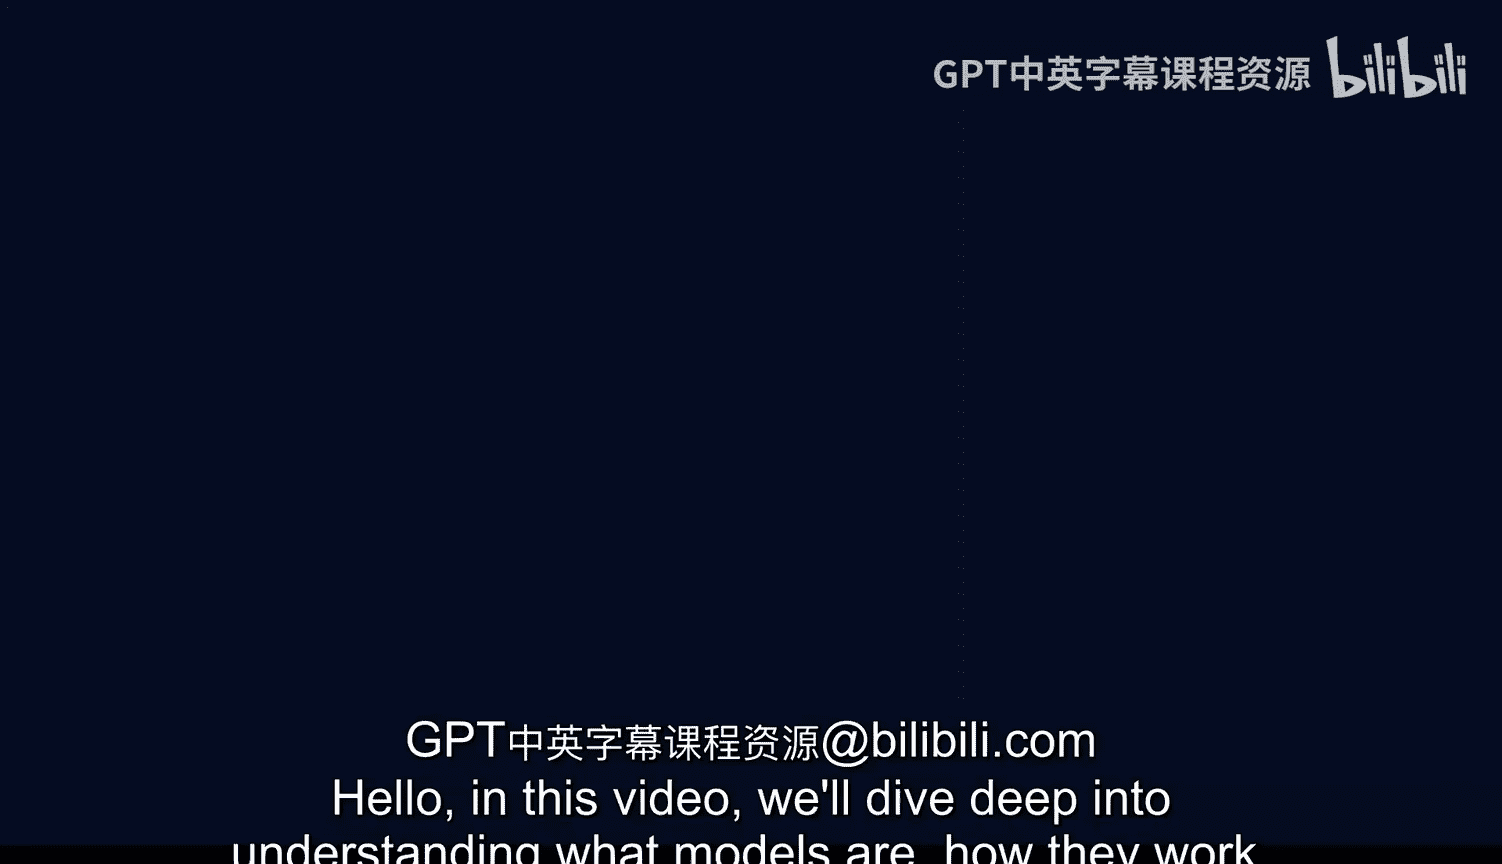 GPT中英字幕课程资源 bilibili
GPT中英字幕课程资源@bilibili.com
Hello, in this video, we'll dive deep into
understanding what models are, how they work